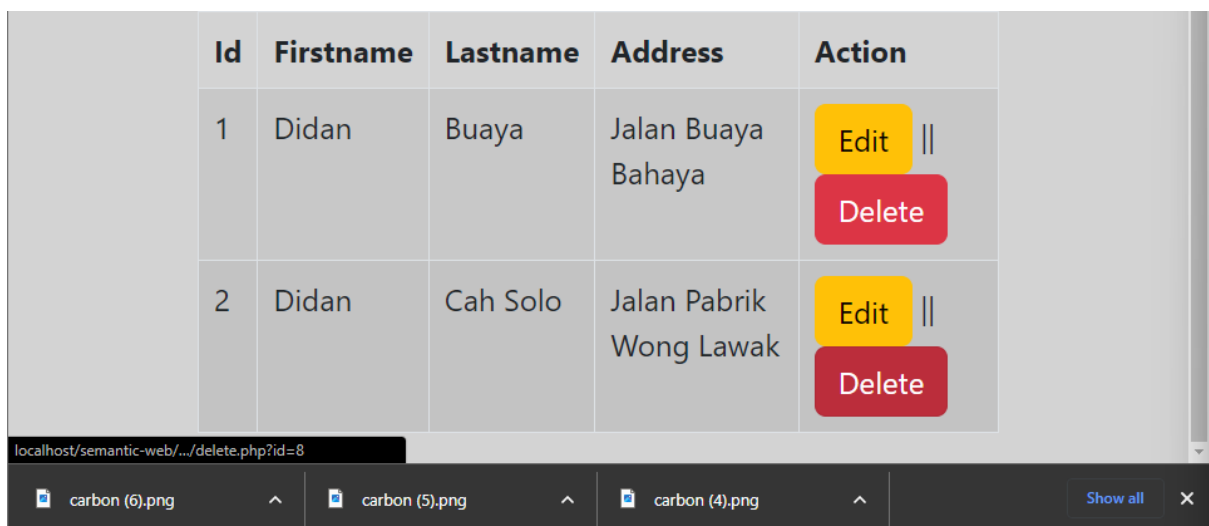 Id Firstname Lastname Address Action
1 Didan Buaya Jalan Buaya Bahaya Edit ||
Delete
2 Didan Cah Solo Jalan Pabrik Wong Lawak Edit ||
Delete
localhost/semantic-web/.../delete.php?id=8
carbon (6).png carbon (5).png carbon (4).png Show all